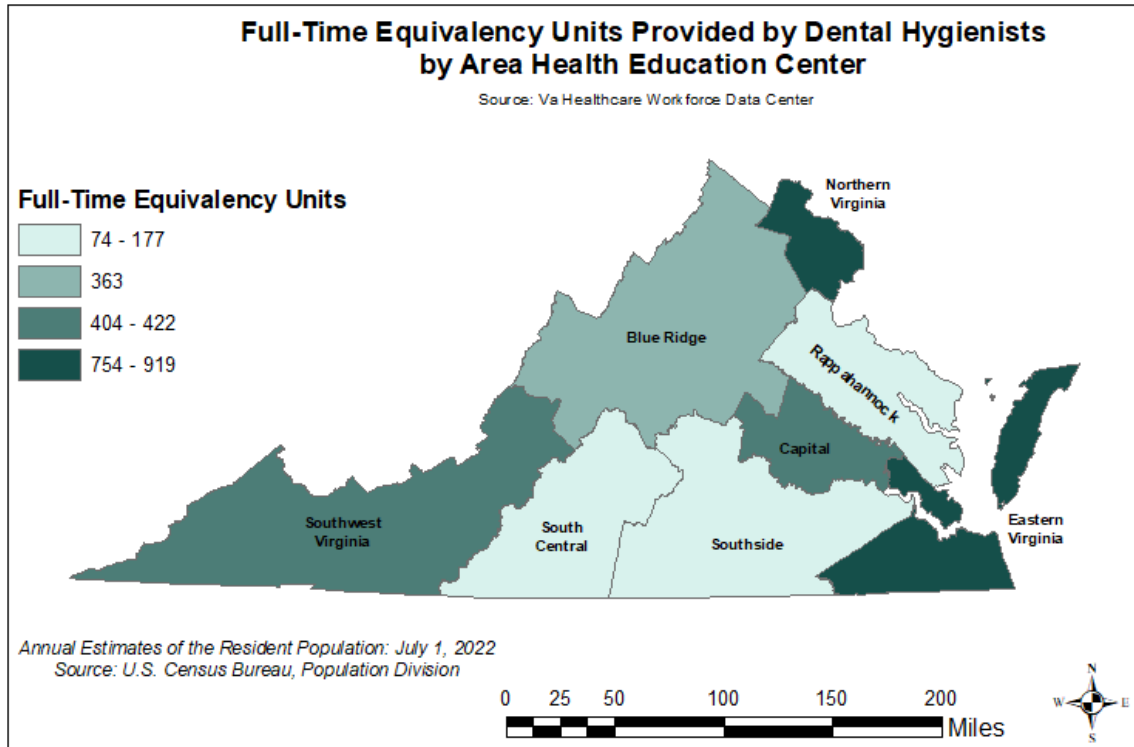 Full-Time Equivalency Units Provided by Dental Hygienists
by Area Health Education Center
Source: Va Healthcare Workforce Data Center
Full-Time Equivalency Units
74 - 177
363
404 - 422
754 - 919
Northern
Virginia
Blue Ridge
Rappahannock
Capital
Southwest
Virginia
South
Central
Southside
Eastern
Virginia
Annual Estimates of the Resident Population: July 1, 2022
Source: U.S. Census Bureau, Population Division
0 25 50 100 150 200
Miles
N
W E
S